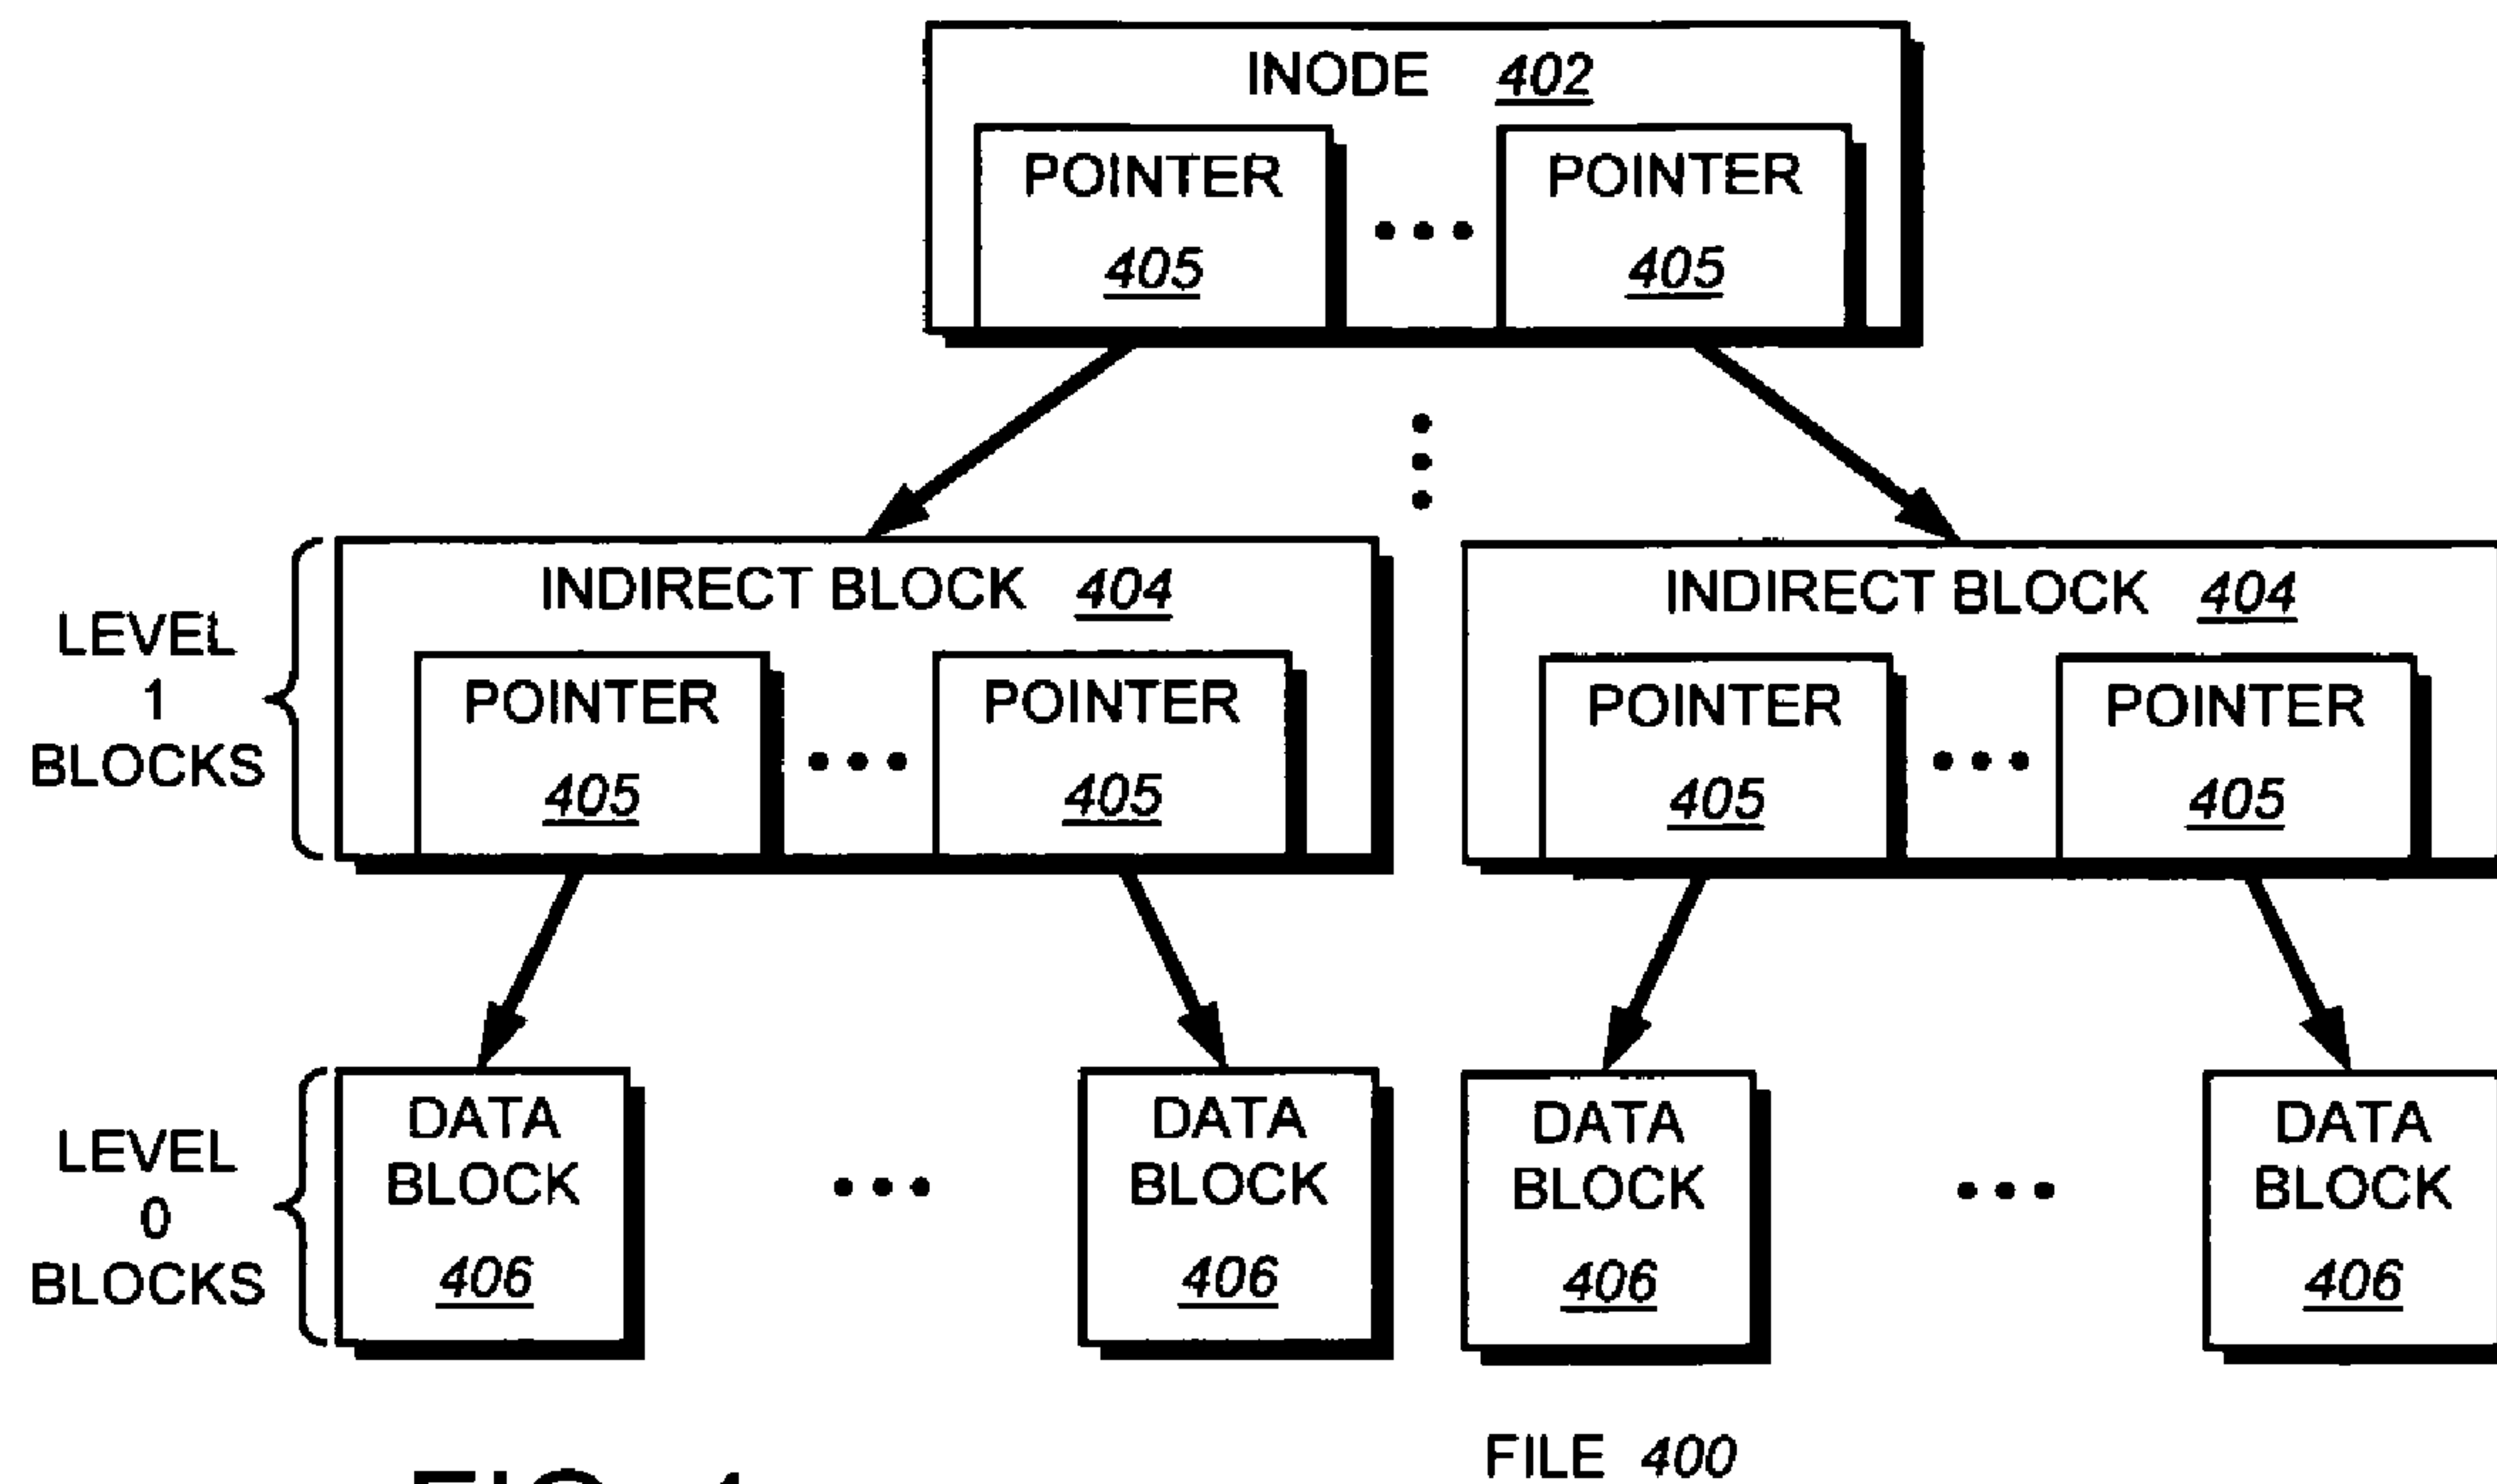 INODE 402
POINTER POINTER
405 405
INDIRECT BLOCK 404
INDIRECT BLOCK 404
LEVEL
1
BLOCKS
POINTER POINTER
405 405
POINTER POINTER
405 405
LEVEL
0
BLOCKS
DATA
BLOCK
406
DATA
BLOCK
406
DATA
BLOCK
406
DATA
BLOCK
406
FILE 400